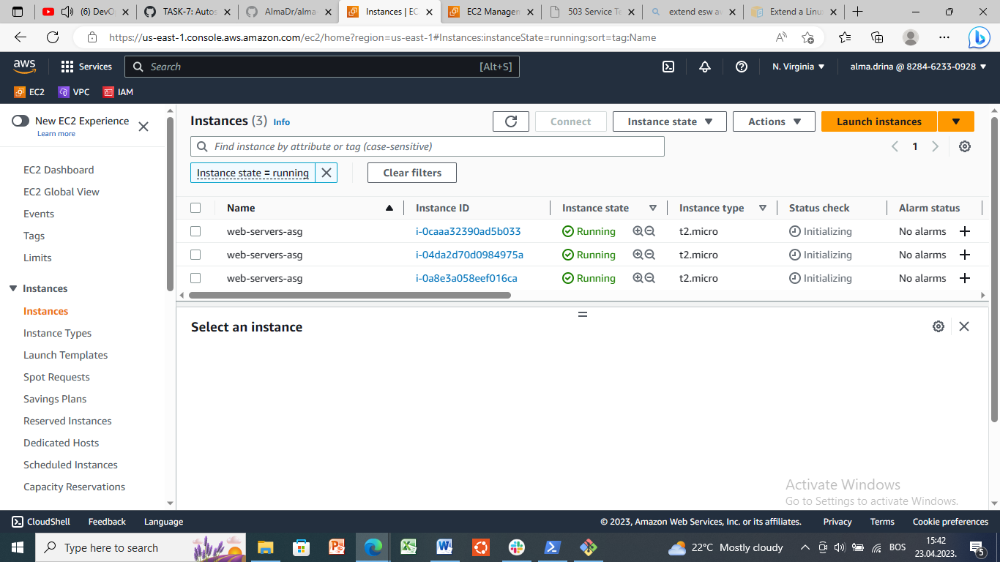 (6) DevO
TASK-7: Autos
AlmaDr/alma-
Instances | EC
EC2 Managem
503 Service Te
extend esw av
Extend a Linu
https://us-east-1.console.aws.amazon.com/ec2/home?region=us-east-1#Instances:instanceState=running;sort=tag:Name
aws
Services
Search
[Alt+S]
N. Virginia
alma.drina @ 8284-6233-0928
EC2
VPC
IAM
New EC2 Experience
Learn more
EC2 Dashboard
EC2 Global View
Events
Tags
Limits
Instances
Instances
Instance Types
Launch Templates
Spot Requests
Savings Plans
Reserved Instances
Dedicated Hosts
Scheduled Instances
Capacity Reservations
Instances (3) Info
Connect
Instance state
Actions
Launch instances
Find instance by attribute or tag (case-sensitive)
1
Instance state = running
Clear filters
Name Instance ID Instance state Instance type Status check Alarm status
web-servers-asg i-0caaa32390ad5b033 Running t2.micro Initializing No alarms
web-servers-asg i-04da2d70d0984975a Running t2.micro Initializing No alarms
web-servers-asg i-0a8e3a058eef016ca Running t2.micro Initializing No alarms
Select an instance
Activate Windows
Go to Settings to activate Windows.
CloudShell
Feedback
Language
© 2023, Amazon Web Services, Inc. or its affiliates.
Privacy
Terms
Cookie preferences
Type here to search
22°C Mostly cloudy
BOS
15:42
23.04.2023.
5